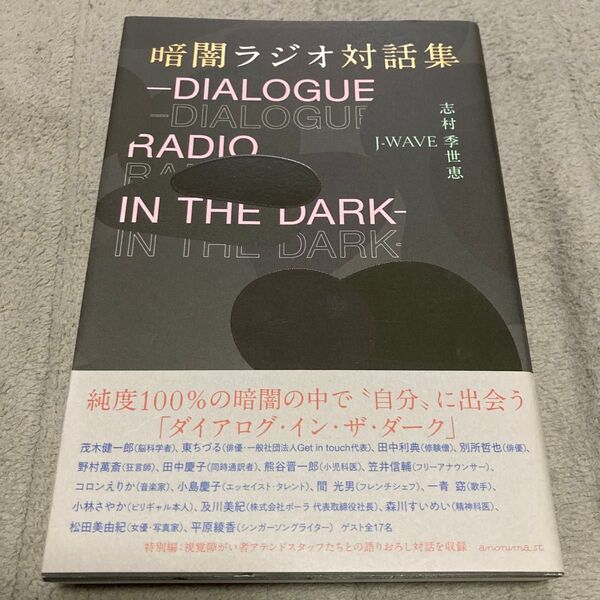 暗闇ラジオ対話集
—DIALOGUE
—DIALOGUE
RADIO
RADIO
IN THE DARK—
IN THE DARK—
志村 季世恵
J-WAVE
純度100%の暗闇の中で〝自分〟に出会う
「ダイアログ・イン・ザ・ダーク」
茂木健一郎(脳科学者)、東ちづる(俳優・一般社団法人Get in touch代表)、田中利典(修験僧)、別所哲也(俳優)、
野村萬斎(狂言師)、田中慶子(同時通訳者)、熊谷晋一郎(小児科医)、笠井信輔(フリーアナウンサー)、
コロンえりか(音楽家)、小島慶子(エッセイスト・タレント)、間 光男(フレンチシェフ)、一青 窈(歌手)、
小林さやか(ビリギャル本人)、及川美紀(株式会社ポーラ 代表取締役社長)、森川すいめい(精神科医)、
松田美由紀(女優・写真家)、平原綾香(シンガーソングライター) ゲスト全17名
特別編：視覚障がい者アテンドスタッフたちとの語りおろし対話を収録
anonima st.